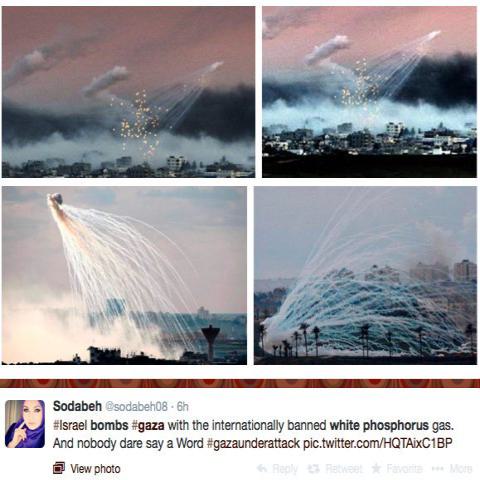 Sodabeh @sodabeh08 · 6h
#Israel bombs #gaza with the internationally banned white phosphorus gas.
And nobody dare say a Word #gazaunderattack pic.twitter.com/HQTAixC1BP
View photo Reply Retweet Favorite More